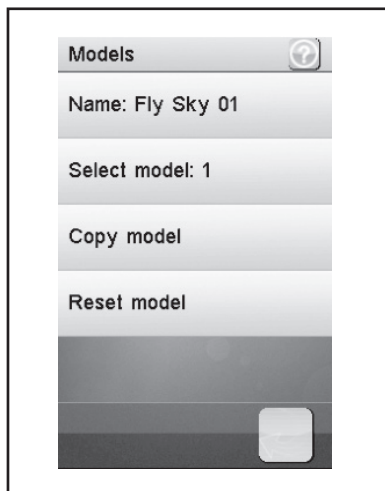 Models
?
Name: Fly Sky 01
Select model: 1
Copy model
Reset model